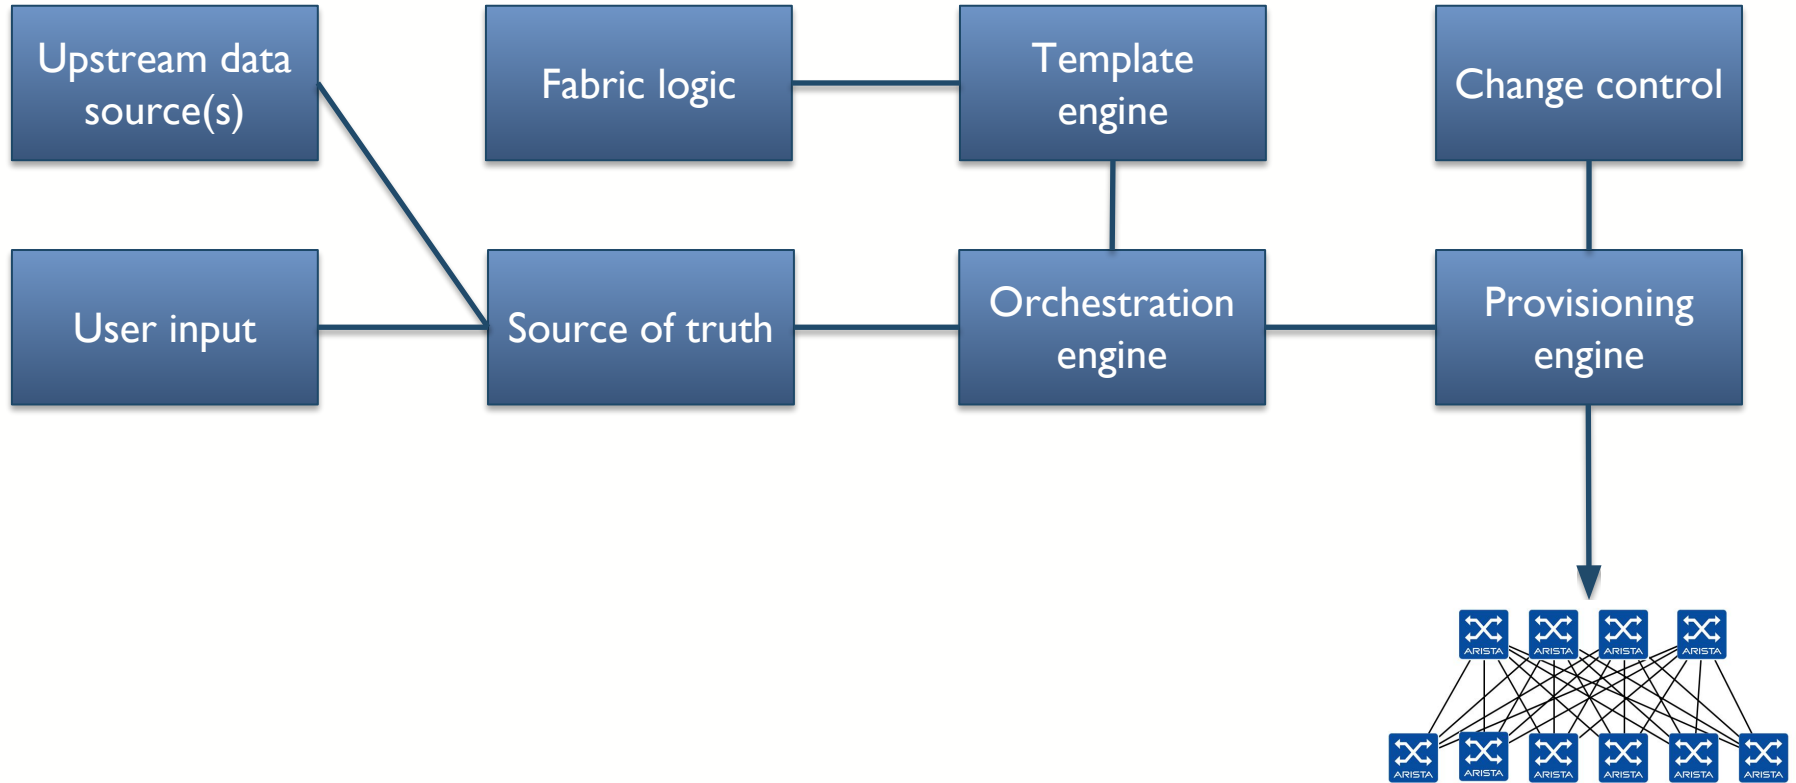 Upstream data
source(s)
Fabric logic
Template
engine
Change control
User input
Source of truth
Orchestration
engine
Provisioning
engine
ARISTA
ARISTA
ARISTA
ARISTA
ARISTA
ARISTA
ARISTA
ARISTA
ARISTA
ARISTA